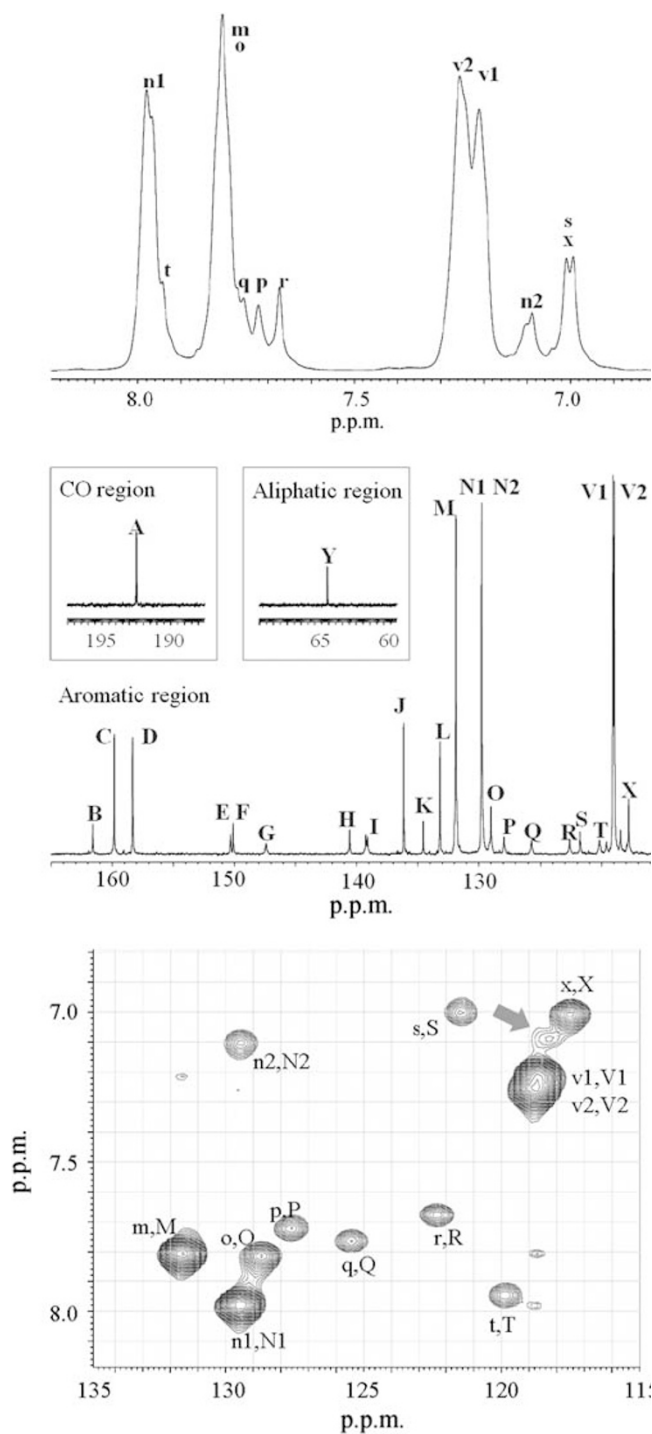 m
o
n1
v2 v1
t
s
x
q p r
n2
8.0 7.5 7.0
p.p.m.
CO region
A
195 190
Aliphatic region
Y
65 60
M N1 N2 V1 V2
Aromatic region
J
C D L
O
K X
B E F H
G I P Q R S T
160 150 140 130
p.p.m.
7.0
x,X
s,S
n2,N2
v1,V1
v2,V2
7.5
p,P
m,M o,O
q,Q r,R
t,T
8.0
n1,N1
135 130 125 120 115
p.p.m.
p.p.m.